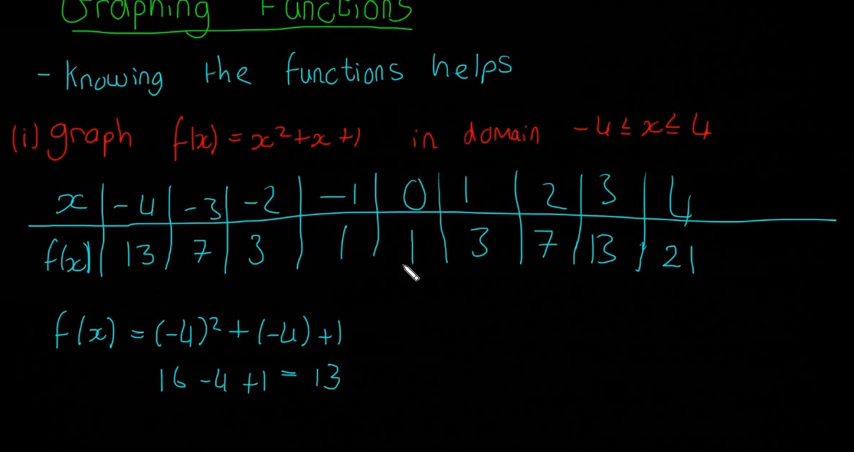 Graphing Functions
- Knowing the functions helps
(i) graph f(x) = x² + x + 1 in domain -4 ≤ x ≤ 4
x | -4 | -3 | -2 | -1 | 0 | 1 | 2 | 3 | 4
f(x) | 13 | 7 | 3 | 1 | 1 | 3 | 7 | 13 | 21
f(x) = (-4)² + (-4) + 1
16 - 4 + 1 = 13